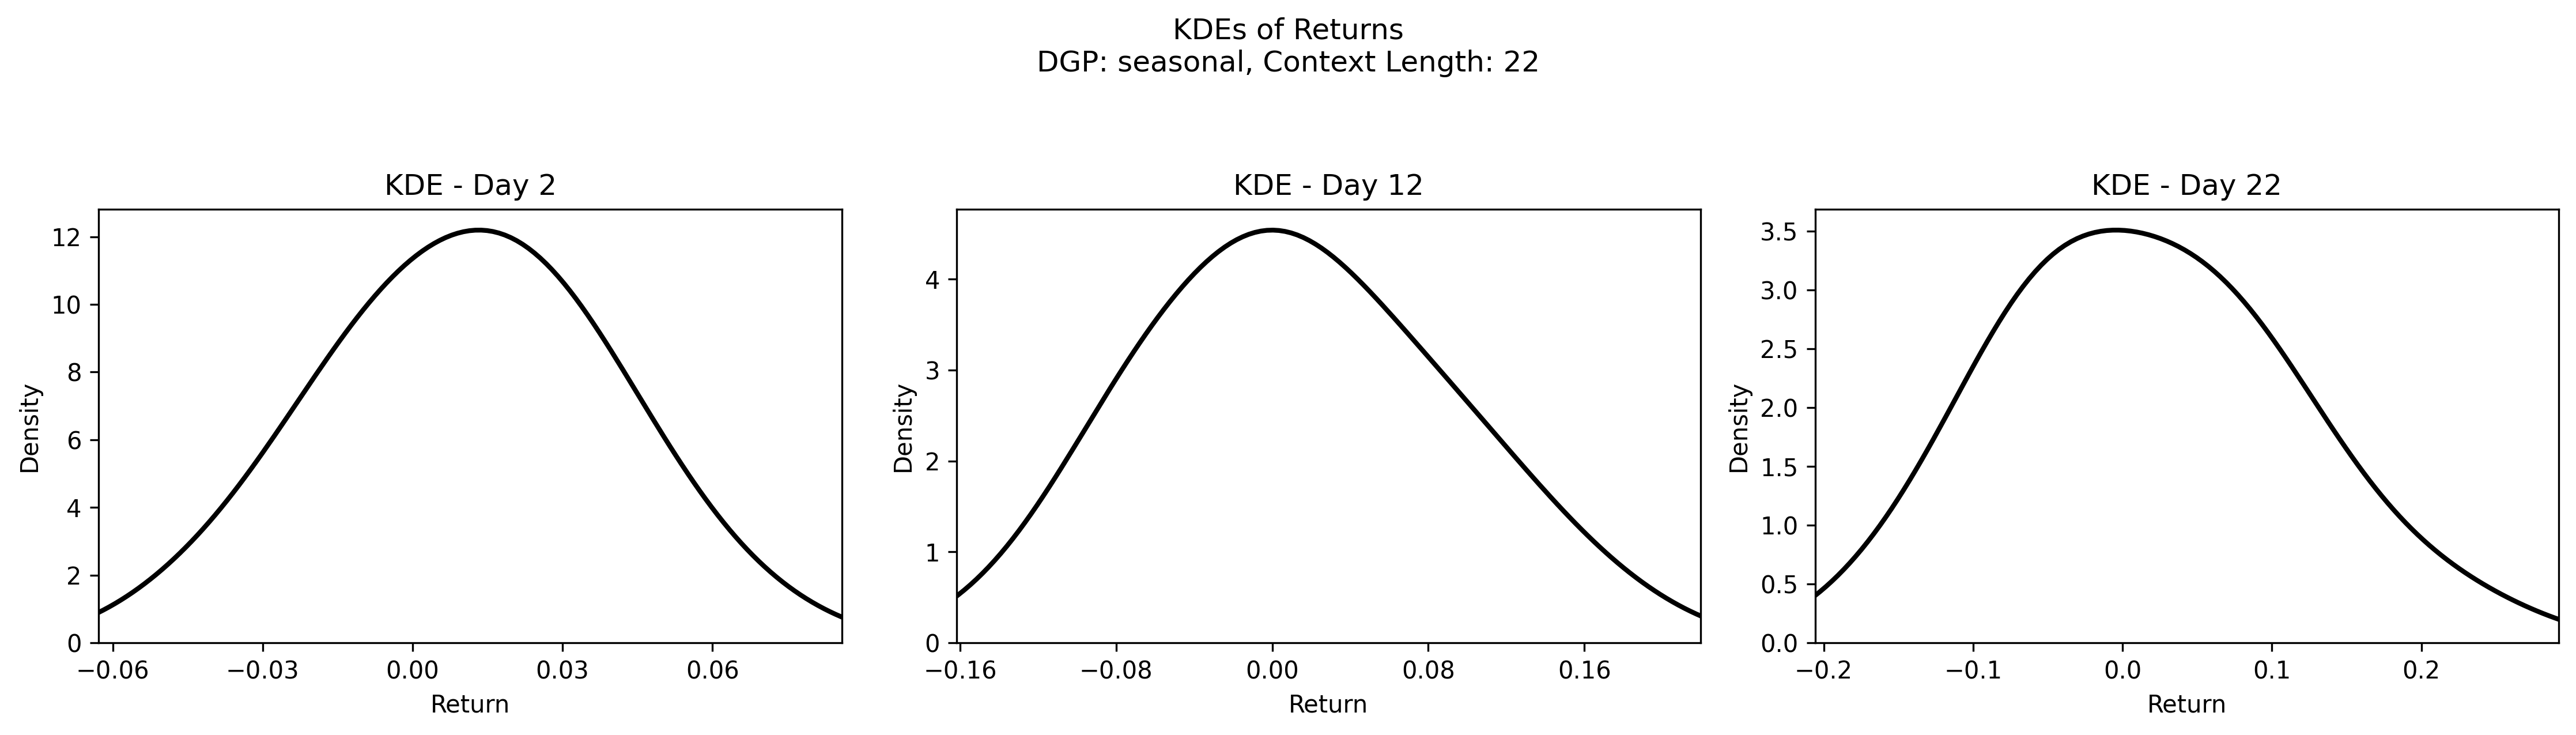 KDEs of Returns
DGP: seasonal, Context Length: 22
KDE - Day 2
12
10
8
6
4
2
0
Density
−0.06 −0.03 0.00 0.03 0.06
Return
KDE - Day 12
4
3
2
1
0
Density
−0.16 −0.08 0.00 0.08 0.16
Return
KDE - Day 22
3.5
3.0
2.5
2.0
1.5
1.0
0.5
0.0
Density
−0.2 −0.1 0.0 0.1 0.2
Return